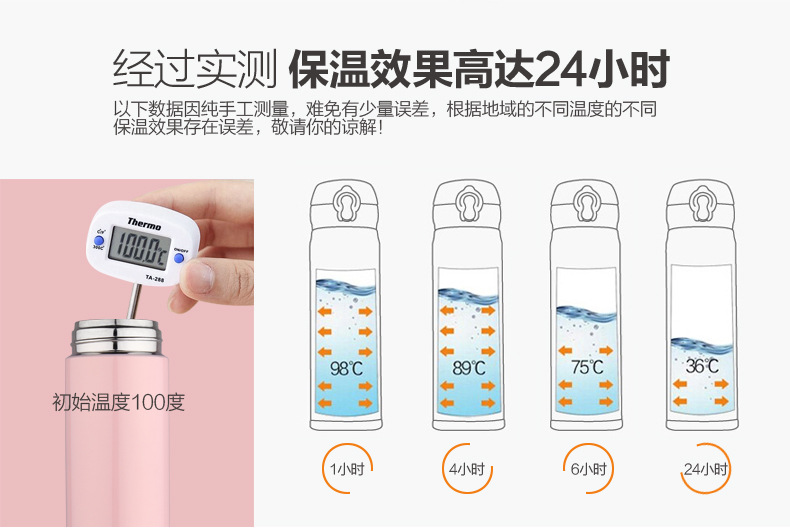 经过实测 保温效果高达24小时
以下数据因纯手工测量，难免有少量误差，根据地域的不同温度的不同
保温效果存在误差，敬请你的谅解！
Thermo
100.0℃
ON/OFF
TA-288
初始温度100度
98℃
89℃
75℃
36℃
1小时
4小时
6小时
24小时